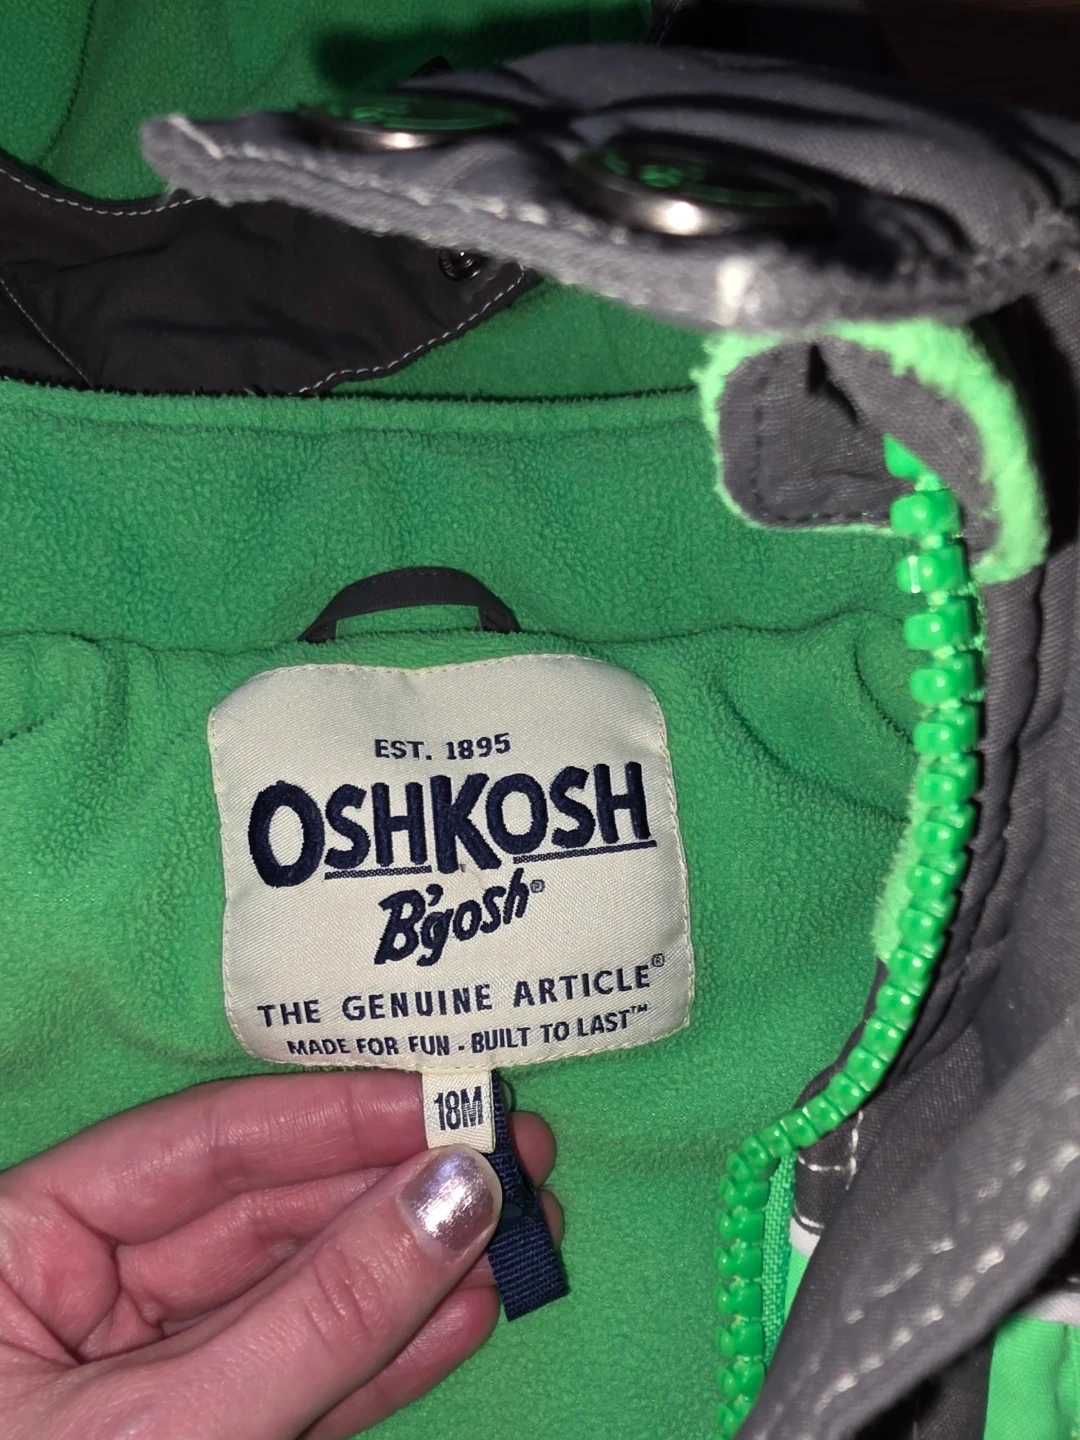 EST. 1895
OSHKOSH
B'gosh®
THE GENUINE ARTICLE®
MADE FOR FUN - BUILT TO LAST™
18M